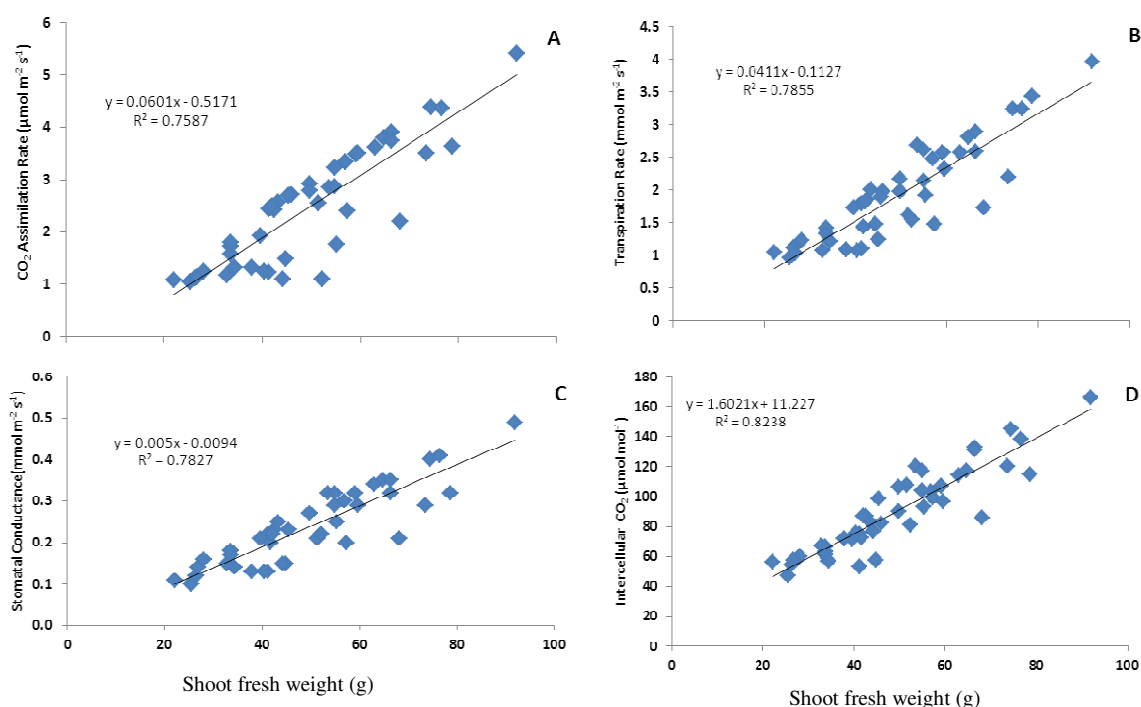 A
CO₂ Assimilation Rate (µmol m⁻² s⁻¹)
6
5
4
3
2
1
0
y = 0.0601x - 0.5171
R² = 0.7587
B
Transpiration Rate (mmol m⁻² s⁻¹)
4.5
4
3.5
3
2.5
2
1.5
1
0.5
0
y = 0.0411x - 0.1127
R² = 0.7855
C
Stomatal Conductence(mmol m⁻² s⁻¹)
0.6
0.5
0.4
0.3
0.2
0.1
0.0
y = 0.005x - 0.0094
R² = 0.7827
0 20 40 60 80 100
Shoot fresh weight (g)
D
Intercellular CO₂ (µmol mol⁻¹)
180
160
140
120
100
80
60
40
20
0
y = 1.6021x + 11.227
R² = 0.8238
0 20 40 60 80 100
Shoot fresh weight (g)